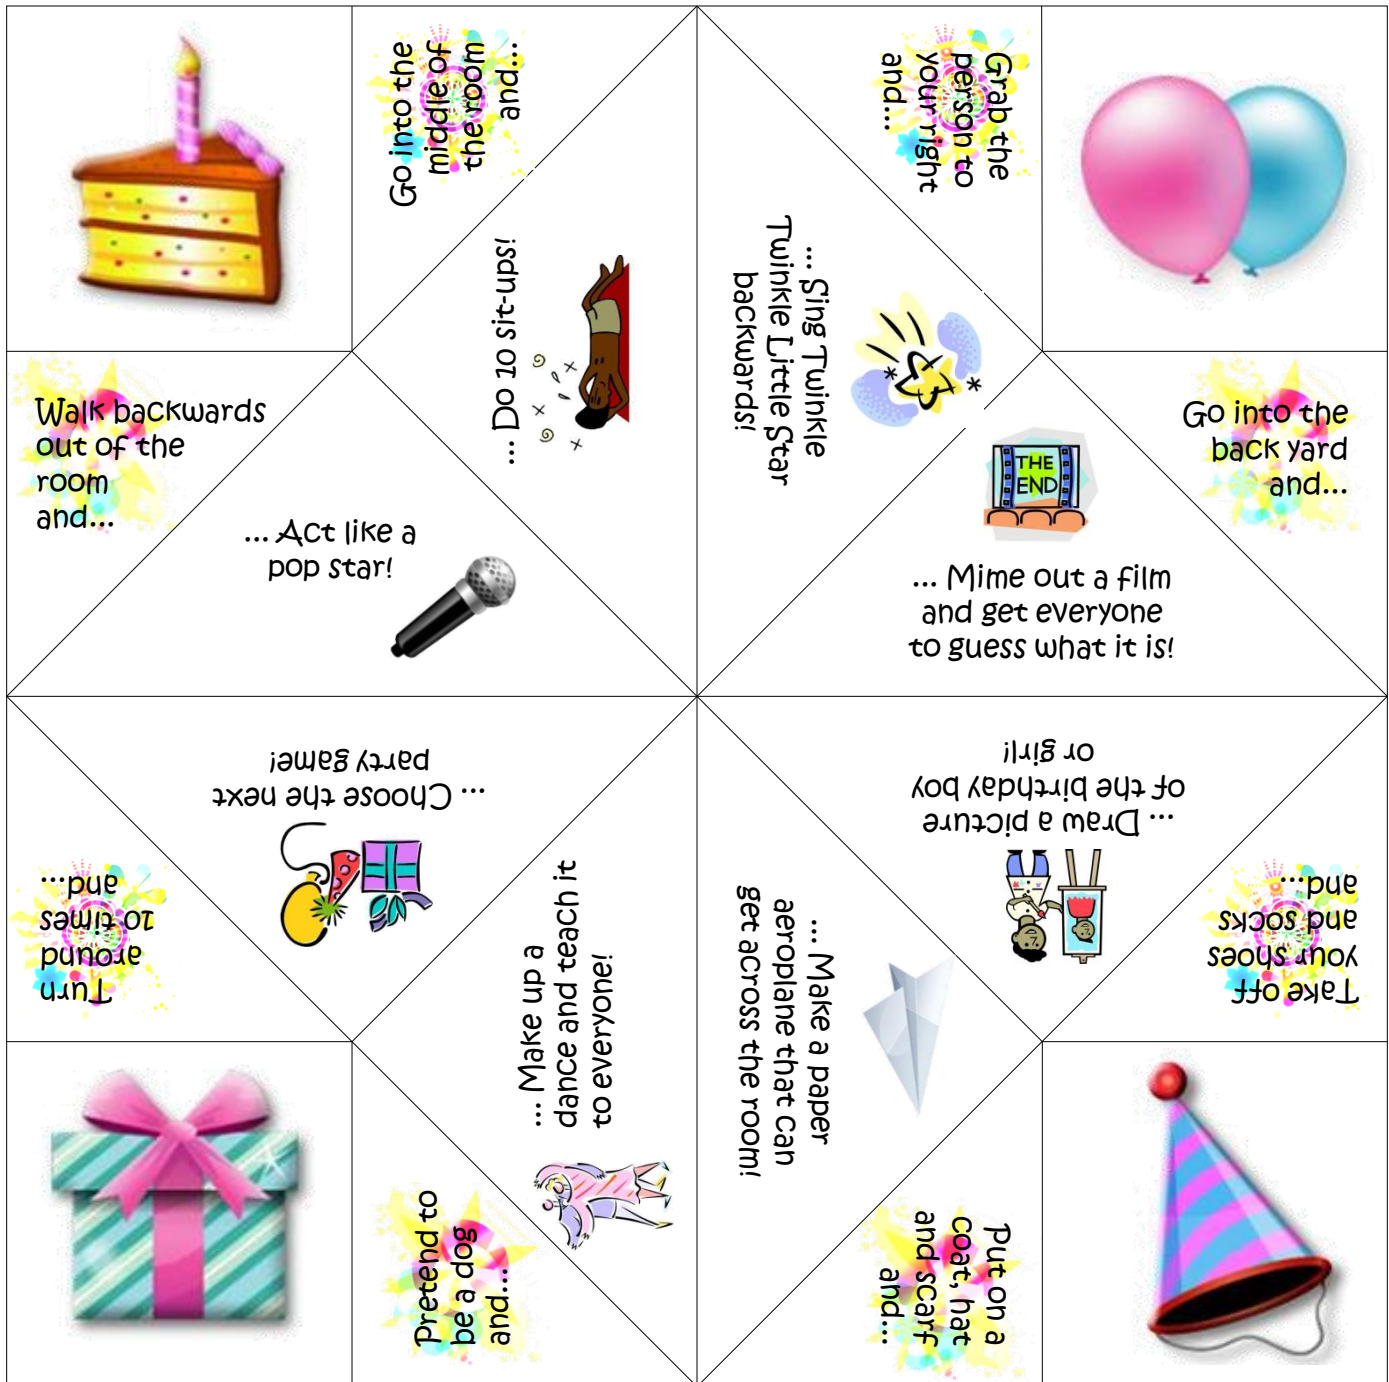 Go into the
middle of
the room
and...
Grab the
person to
your right
and...
... Do 10 sit-ups!
... Sing Twinkle
Twinkle Little Star
backwards!
Walk backwards
out of the
room
and...
Go into the
back yard
and...
THE
END
... Act like a
pop star!
... Mime out a film
and get everyone
to guess what it is!
... Choose the next
party game!
... Draw a picture
of the birthday boy
or girl!
Turn
around
10 times
and...
... Make up a
dance and teach it
to everyone!
... Make a paper
aeroplane that can
get across the room!
Take off
your shoes
and socks
and...
Pretend to
be a dog
and...
Put on a
coat, hat
and scarf
and...